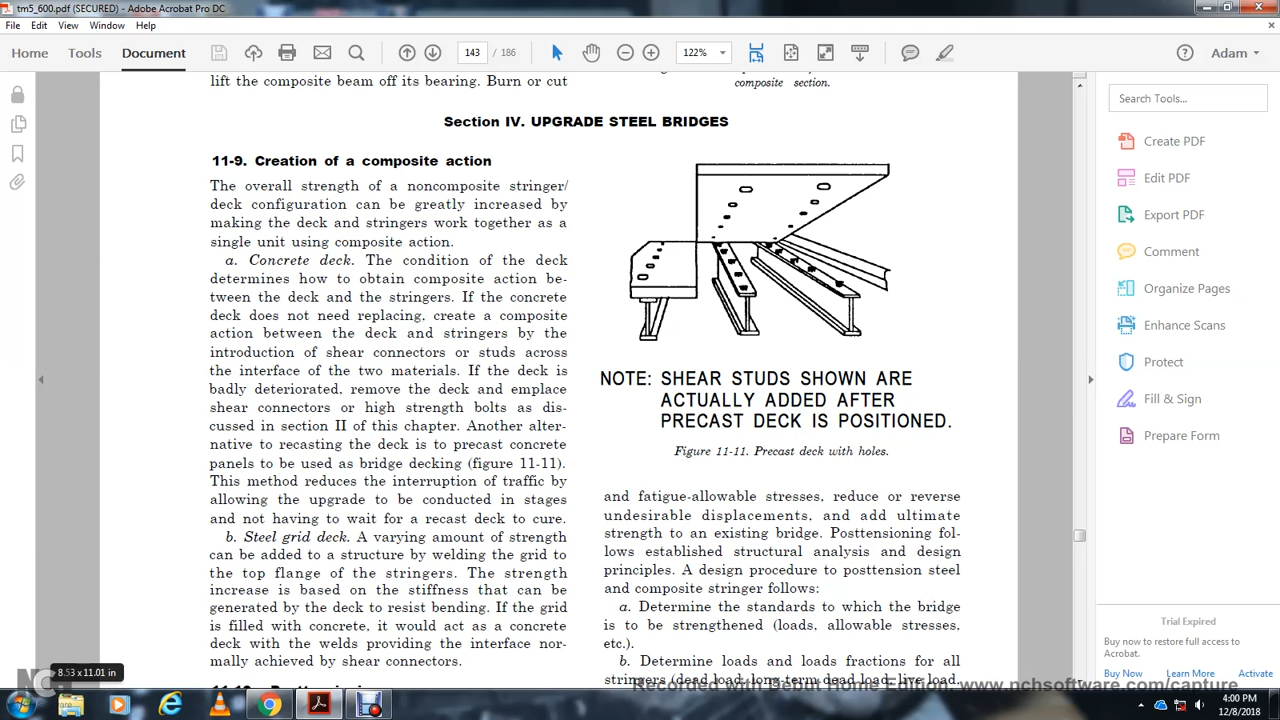 tm5_600.pdf (SECURED) - Adobe Acrobat Pro DC
File Edit View Window Help
Home Tools Document 143 / 186 122% Adam
lift the composite beam off its bearing. Burn or cut
composite section.
Section IV. UPGRADE STEEL BRIDGES
11-9. Creation of a composite action
The overall strength of a noncomposite stringer/
deck configuration can be greatly increased by
making the deck and stringers work together as a
single unit using composite action.
a. Concrete deck. The condition of the deck
determines how to obtain composite action be-
tween the deck and the stringers. If the concrete
deck does not need replacing, create a composite
action between the deck and stringers by the
introduction of shear connectors or studs across
the interface of the two materials. If the deck is
badly deteriorated, remove the deck and emplace
shear connectors or high strength bolts as dis-
cussed in section II of this chapter. Another alter-
native to recasting the deck is to precast concrete
panels to be used as bridge decking (figure 11-11).
This method reduces the interruption of traffic by
allowing the upgrade to be conducted in stages
and not having to wait for a recast deck to cure.
b. Steel grid deck. A varying amount of strength
can be added to a structure by welding the grid to
the top flange of the stringers. The strength
increase is based on the stiffness that can be
generated by the deck to resist bending. If the grid
is filled with concrete, it would act as a concrete
deck with the welds providing the interface nor-
mally achieved by shear connectors.
NOTE: SHEAR STUDS SHOWN ARE
ACTUALLY ADDED AFTER
PRECAST DECK IS POSITIONED.
Figure 11-11. Precast deck with holes.
and fatigue-allowable stresses, reduce or reverse
undesirable displacements, and add ultimate
strength to an existing bridge. Posttensioning fol-
lows established structural analysis and design
principles. A design procedure to posttension steel
and composite stringer follows:
a. Determine the standards to which the bridge
is to be strengthened (loads, allowable stresses,
etc.).
b. Determine loads and loads fractions for all
stringers (dead load, long-term dead load, live load,
Search Tools...
Create PDF
Edit PDF
Export PDF
Comment
Organize Pages
Enhance Scans
Protect
Fill & Sign
Prepare Form
Trial Expired
Buy now to restore full access to
Acrobat.
Buy Now Learn More Activate
8.53 x 11.01 in
NCH
Recorded with Debut Home Edition. www.nchsoftware.com/capture
4:00 PM
12/8/2018